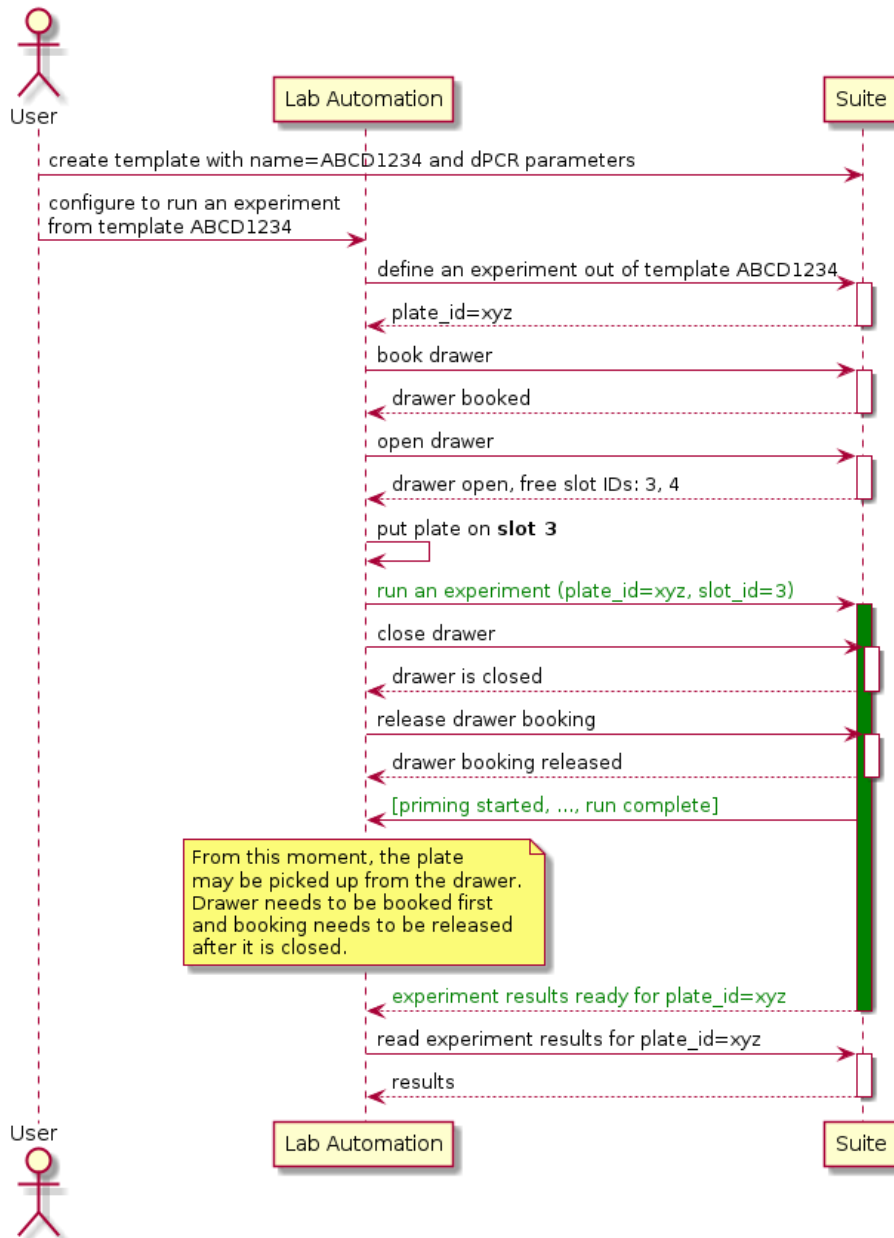 User
Lab Automation
Suite
create template with name=ABCD1234 and dPCR parameters
configure to run an experiment
from template ABCD1234
define an experiment out of template ABCD1234
plate_id=xyz
book drawer
drawer booked
open drawer
drawer open, free slot IDs: 3, 4
put plate on slot 3
run an experiment (plate_id=xyz, slot_id=3)
close drawer
drawer is closed
release drawer booking
drawer booking released
[priming started, ..., run complete]
From this moment, the plate
may be picked up from the drawer.
Drawer needs to be booked first
and booking needs to be released
after it is closed.
experiment results ready for plate_id=xyz
read experiment results for plate_id=xyz
results
User
Lab Automation
Suite